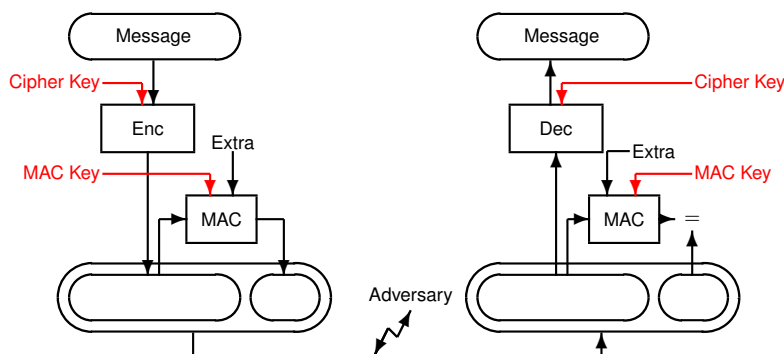 Message
Message
Cipher Key
Cipher Key
Enc
Dec
Extra
Extra
MAC Key
MAC Key
MAC
MAC
=
Adversary